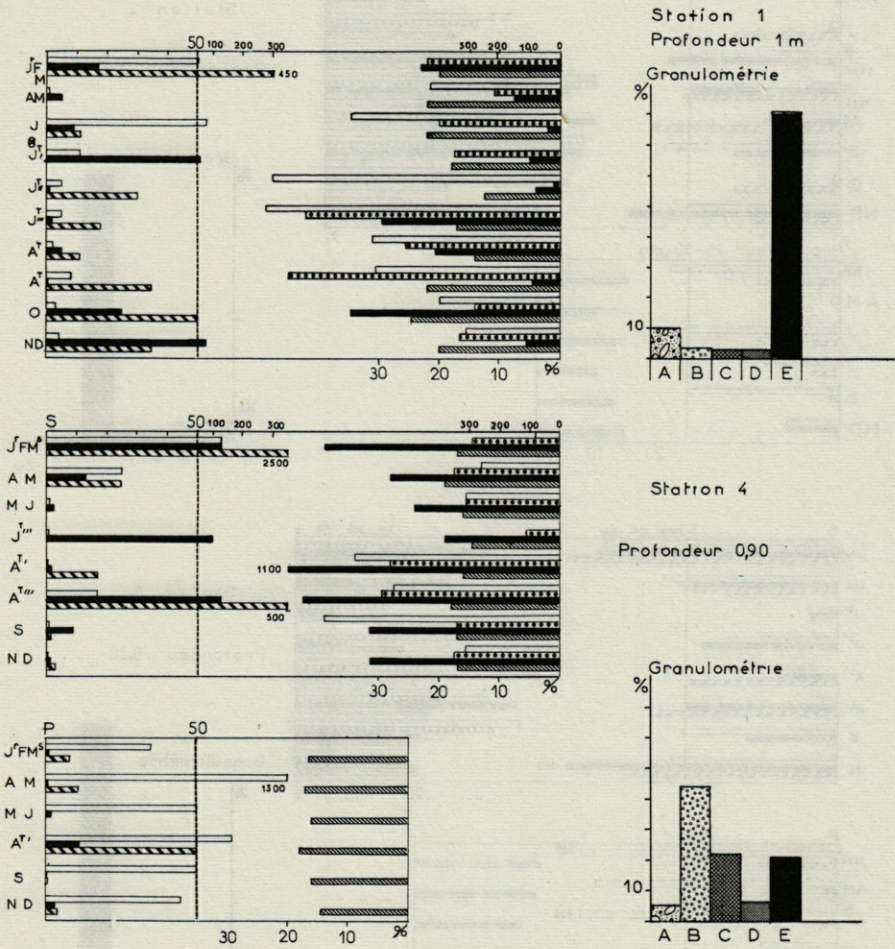 Station 1
Profondeur 1 m
Granulométrie
%
10
A B C D E
50 100 200 300
300 200 100 0
450
M
AM
J
O
ND
30 20 10 %
S
50 100 200 300
300 200 100 0
2500
A M
M J
1100
500
S
N D
30 20 10 %
Station 4
Profondeur 0,90
Granulométrie
%
10
A B C D E
P
50
A M
1300
M J
S
N D
30 20 10 %